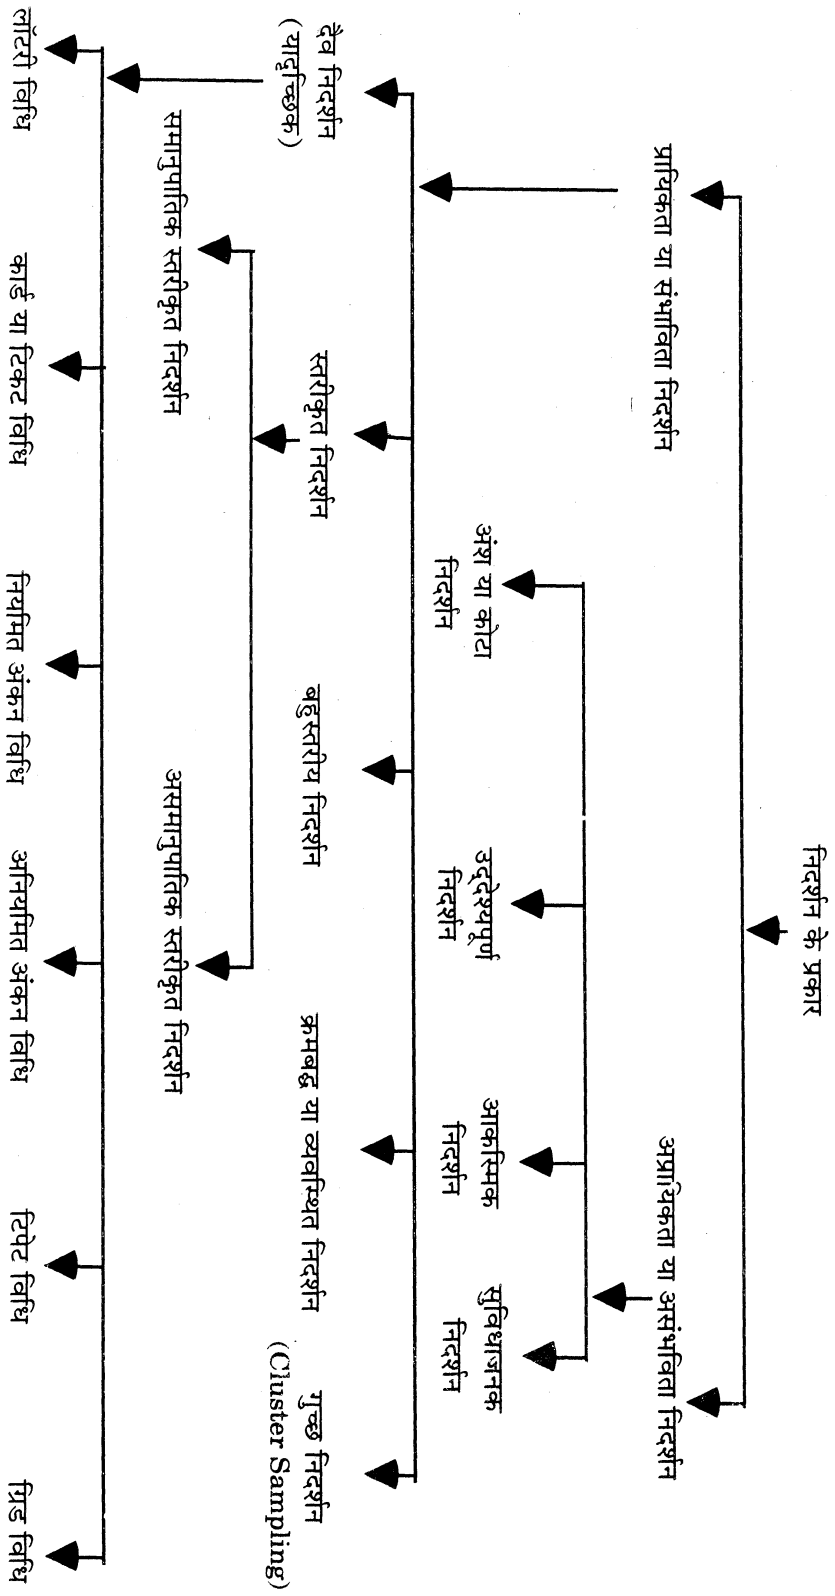 निदर्शन के प्रकार
प्रायिकता या संभाविता निदर्शन
अप्रायिकता या असंभविता निदर्शन
अंश या कोटा
निदर्शन
उद्देश्यपूर्ण
निदर्शन
आकस्मिक
निदर्शन
सुविधाजनक
निदर्शन
दैव निदर्शन
(यादृच्छिक)
स्तरीकृत निदर्शन
बहुस्तरीय निदर्शन
क्रमबद्ध या व्यवस्थित निदर्शन
गुच्छ निदर्शन
(Cluster Sampling)
समानुपातिक स्तरीकृत निदर्शन
असमानुपातिक स्तरीकृत निदर्शन
लॉटरी विधि
कार्ड या टिकट विधि
नियमित अंकन विधि
अनियमित अंकन विधि
टिपेट विधि
ग्रिड विधि